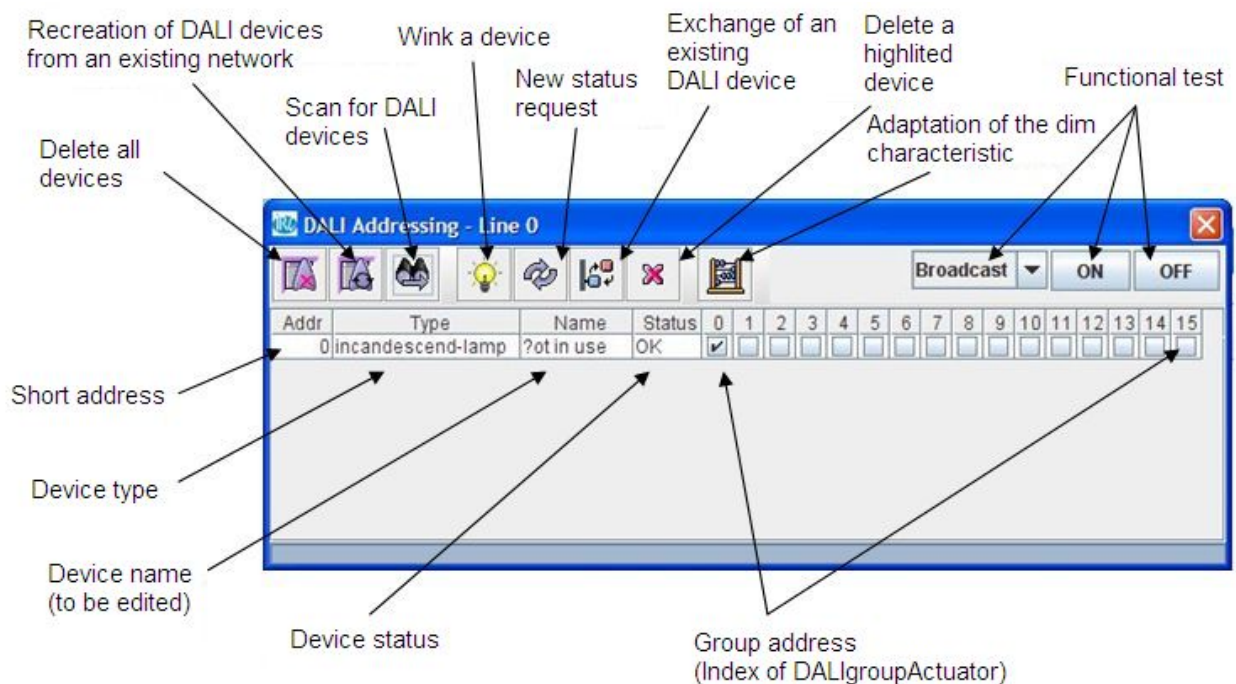 Recreation of DALI devices
from an existing network
Wink a device
Exchange of an
existing
DALI device
Delete a
highlited
device
New status
request
Functional test
Scan for DALI
devices
Adaptation of the dim
characteristic
Delete all
devices
DALI Addressing - Line 0
Broadcast ON OFF
Addr Type Name Status 0 1 2 3 4 5 6 7 8 9 10 11 12 13 14 15
0 incandescend-lamp ?ot in use OK
Short address
Device type
Device name
(to be edited)
Device status
Group address
(Index of DALIgroupActuator)